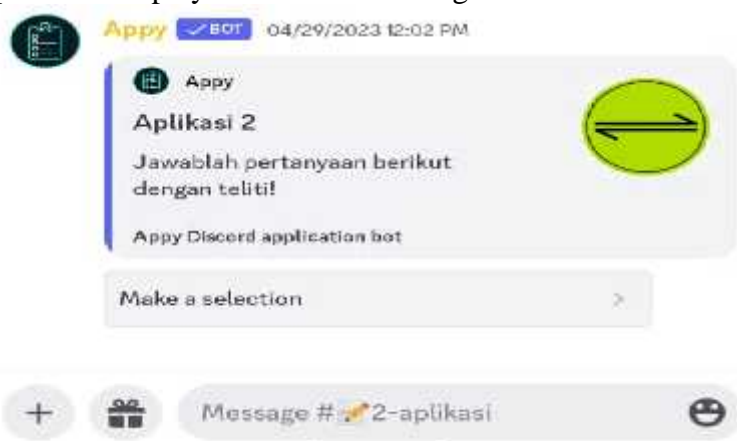 Appy BOT 04/29/2023 12:02 PM
Appy
Aplikasi 2
Jawablah pertanyaan berikut
dengan teliti!
Appy Discord application bot
Make a selection
Message # 2-aplikasi